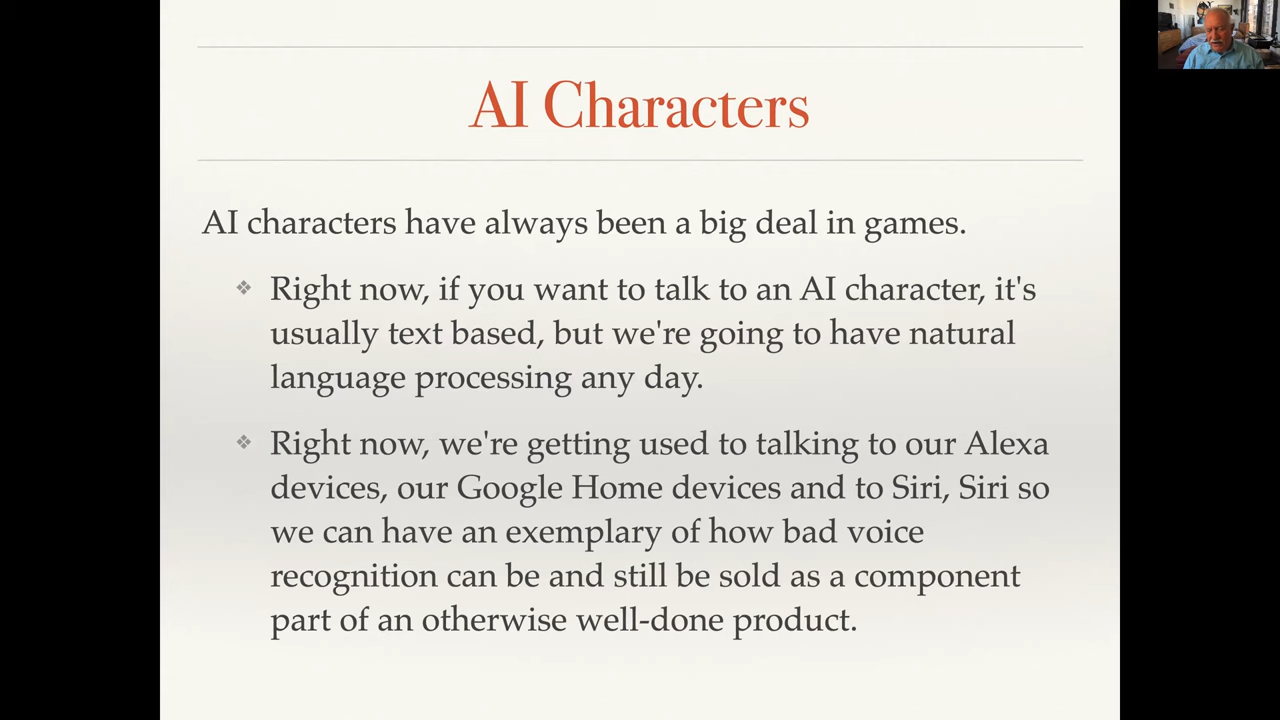 AI Characters
AI characters have always been a big deal in games.
❖ Right now, if you want to talk to an AI character, it's
usually text based, but we're going to have natural
language processing any day.
❖ Right now, we're getting used to talking to our Alexa
devices, our Google Home devices and to Siri, Siri so
we can have an exemplary of how bad voice
recognition can be and still be sold as a component
part of an otherwise well-done product.